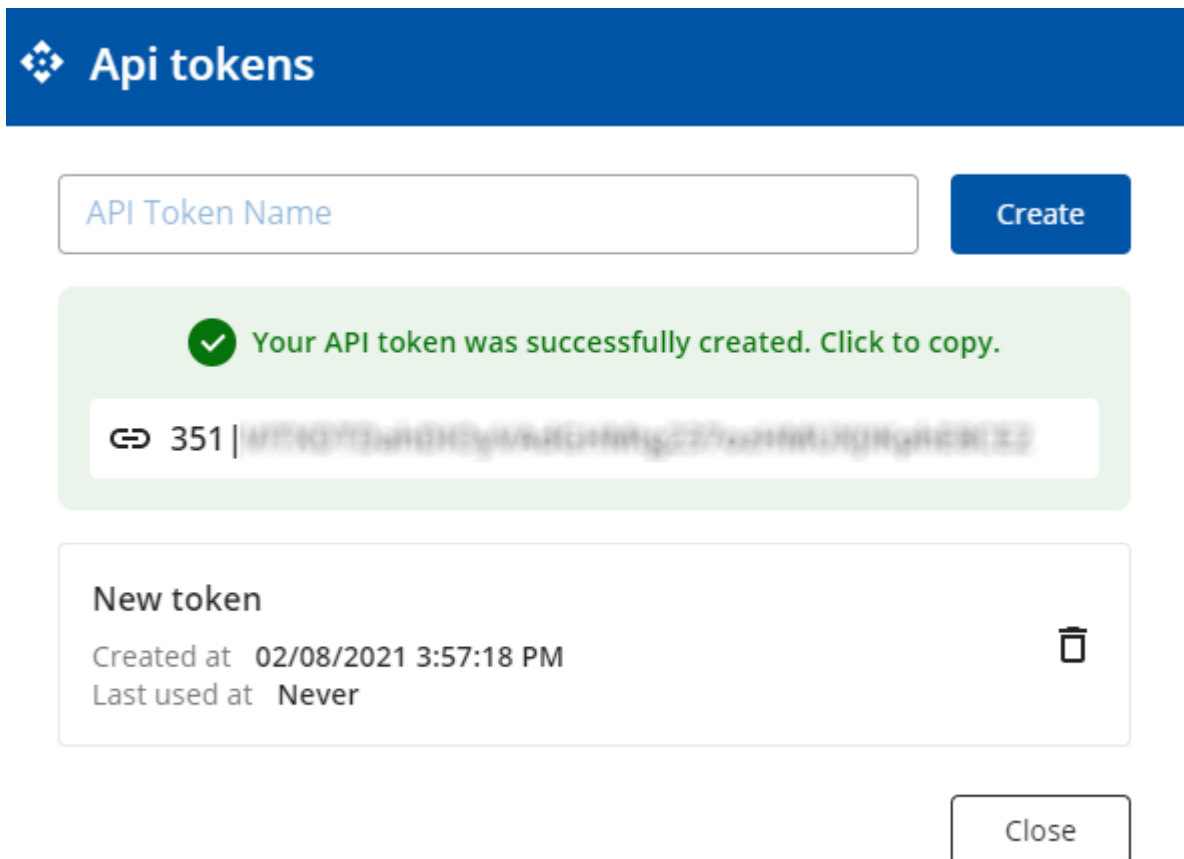 Api tokens
API Token Name
Create
Your API token was successfully created. Click to copy.
351|
New token
Created at 02/08/2021 3:57:18 PM
Last used at Never
Close